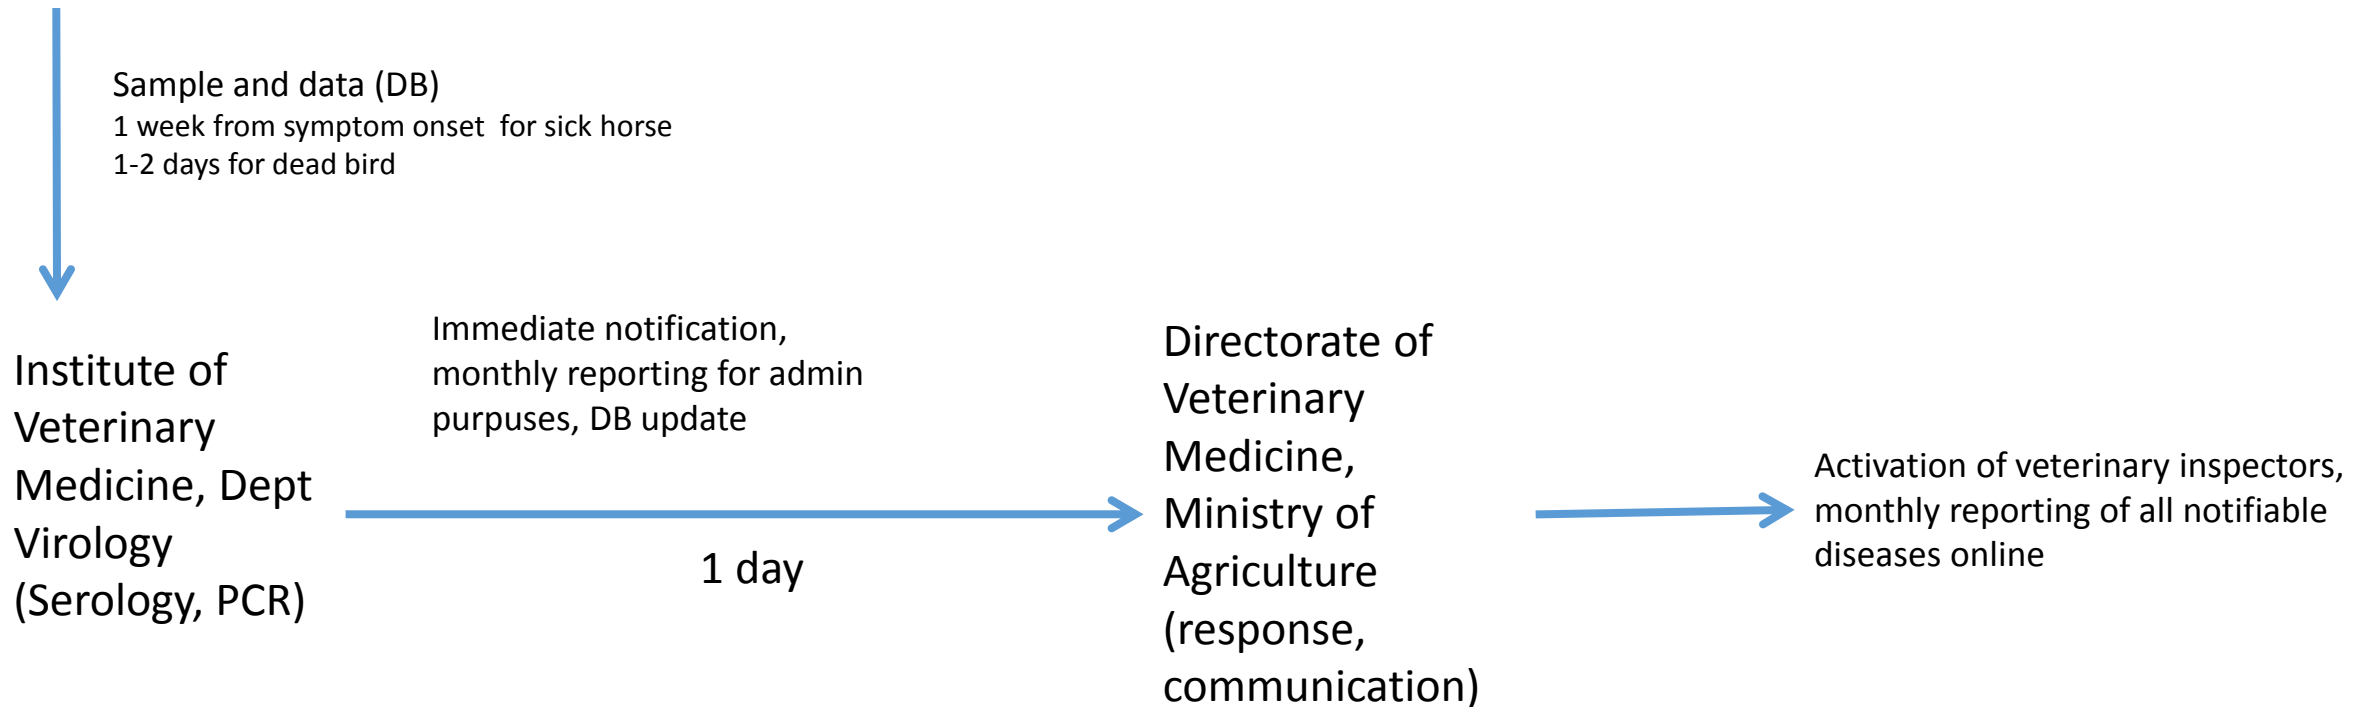 Sample and data (DB)
1 week from symptom onset  for sick horse
1-2 days for dead bird
Institute of
Veterinary
Medicine, Dept
Virology
(Serology, PCR)
Immediate notification,
monthly reporting for admin
purpuses, DB update
1 day
Directorate of
Veterinary
Medicine,
Ministry of
Agriculture
(response,
communication)
Activation of veterinary inspectors,
monthly reporting of all notifiable
diseases online